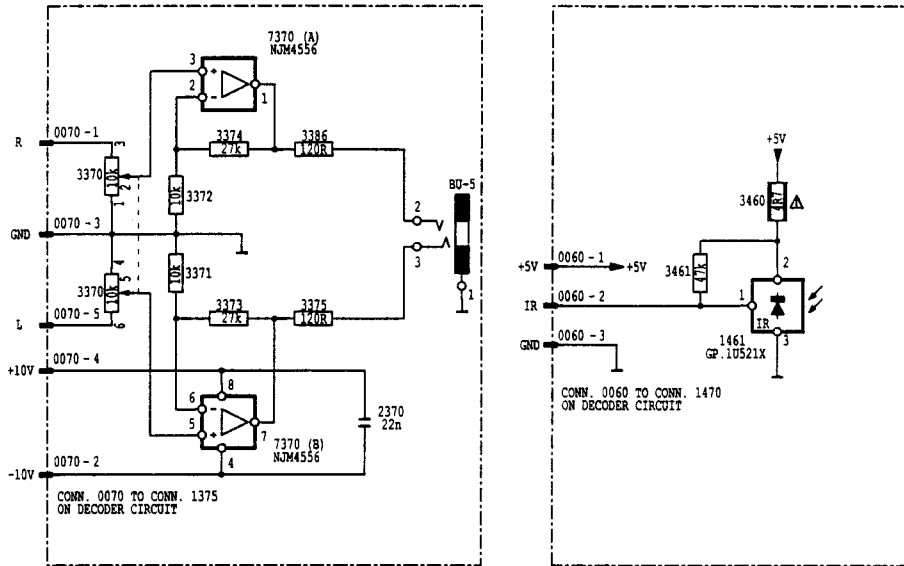 7370 (A)
NJM4556
3
+
2
-
1
R
0070-1
3
3370
10k
2
1
3374
27k
3386
120R
10k
3372
BU-5
2
GND
0070-3
3
10k
3371
4
3370
10k
5
L
0070-5
6
3373
27k
3375
120R
1
0070-4
+10V
8
6
-
5
+
7
2370
22n
7370 (B)
NJM4556
4
0070-2
-10V
CONN. 0070 TO CONN. 1375
ON DECODER CIRCUIT
+5V
3460
4R7
+5V
0060-1
+5V
3461
47k
2
IR
0060-2
1
IR
0060-3
GND
3
1461
GP.1U521X
CONN. 0060 TO CONN. 1470
ON DECODER CIRCUIT